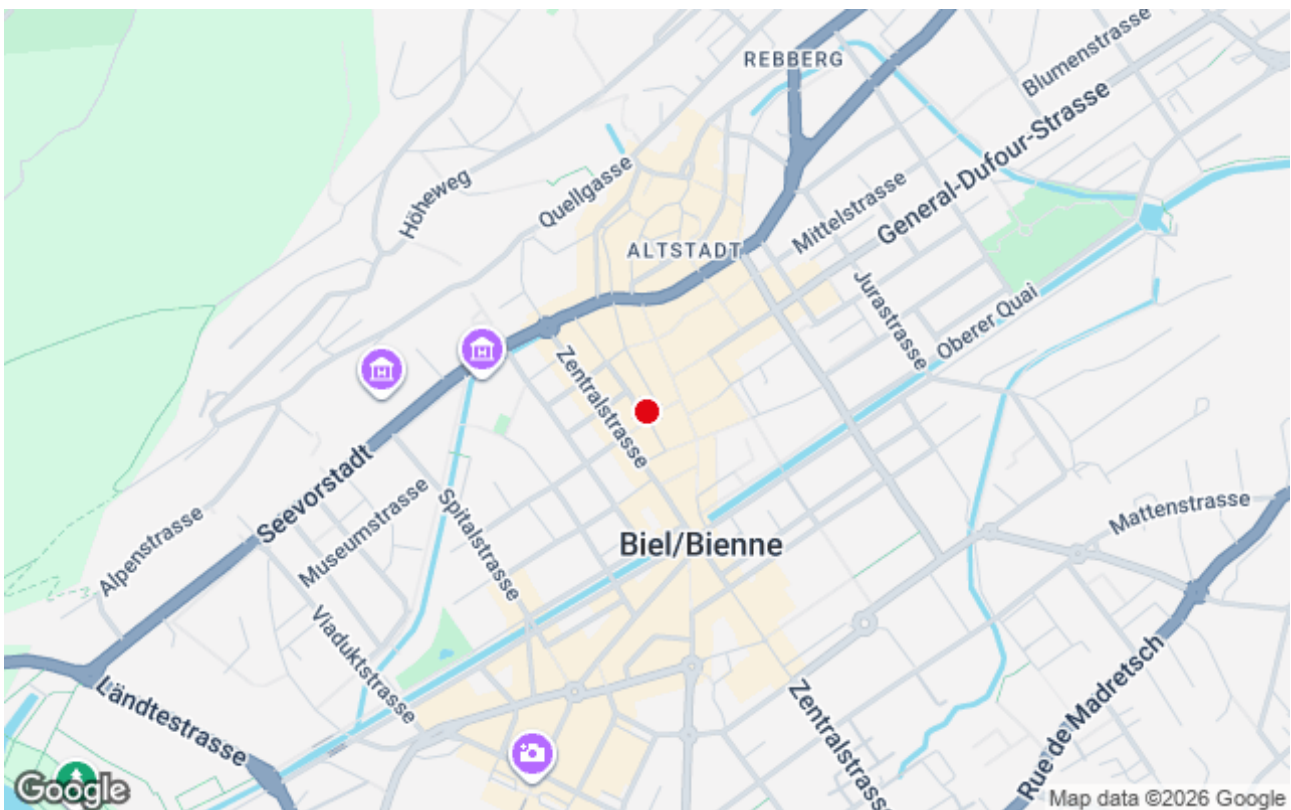 REBBERG
Blumenstrasse
General-Dufour-Strasse
Höheweg
Quellgasse
Mittelstrasse
ALTSTADT
Jurastrasse
Oberer Quai
Zentralstrasse
Seevorstadt
Spitalstrasse
Museumstrasse
Alpenstrasse
Mattenstrasse
Biel/Bienne
Viaduktstrasse
Rue de Madretsch
Ländtestrasse
Zentralstrasse
Google
Map data ©2026 Google